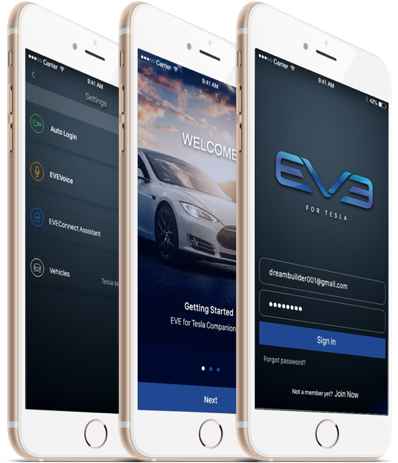 Carrier
9:41 AM
Settings
Auto Login
EVEVoice
EVEConnect Assistant
Vehicles
Tesla M
Carrier
9:41 AM
WELCOME
Getting Started
EVE for Tesla Companion
Next
Carrier
9:41 AM
42%
EVE
FOR TESLA
dreambuilder001@gmail.com
Sign in
Forgot password?
Not a member yet? Join Now